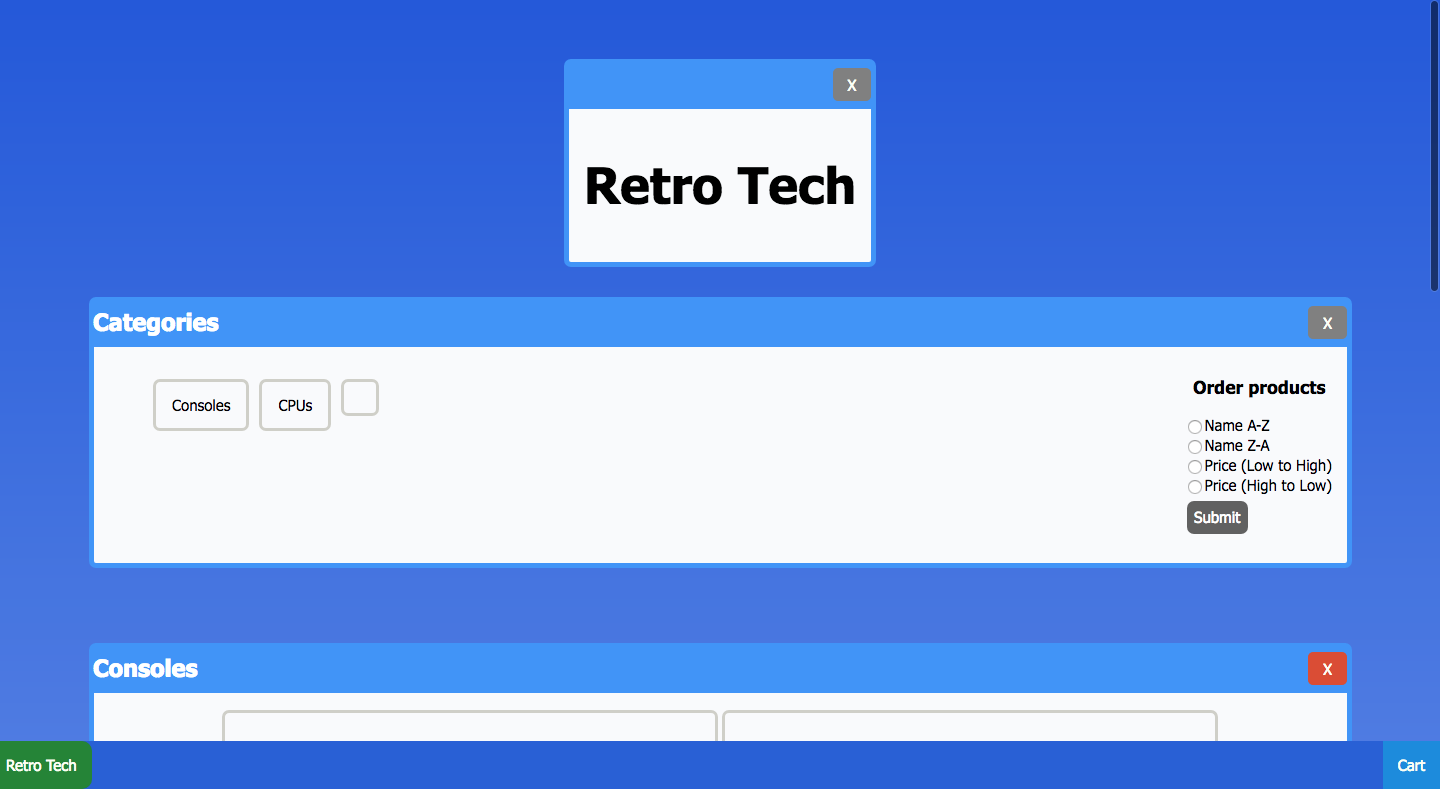 X
Retro Tech
Categories
X
Consoles
CPUs
Order products
Name A-Z
Name Z-A
Price (Low to High)
Price (High to Low)
Submit
Consoles
X
Retro Tech
Cart